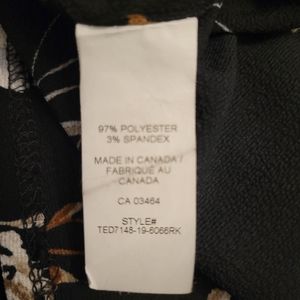 97% POLYESTER
3% SPANDEX
MADE IN CANADA /
FABRIQUÉ AU
CANADA
CA 03464
STYLE#
TED7148-19-6066RK